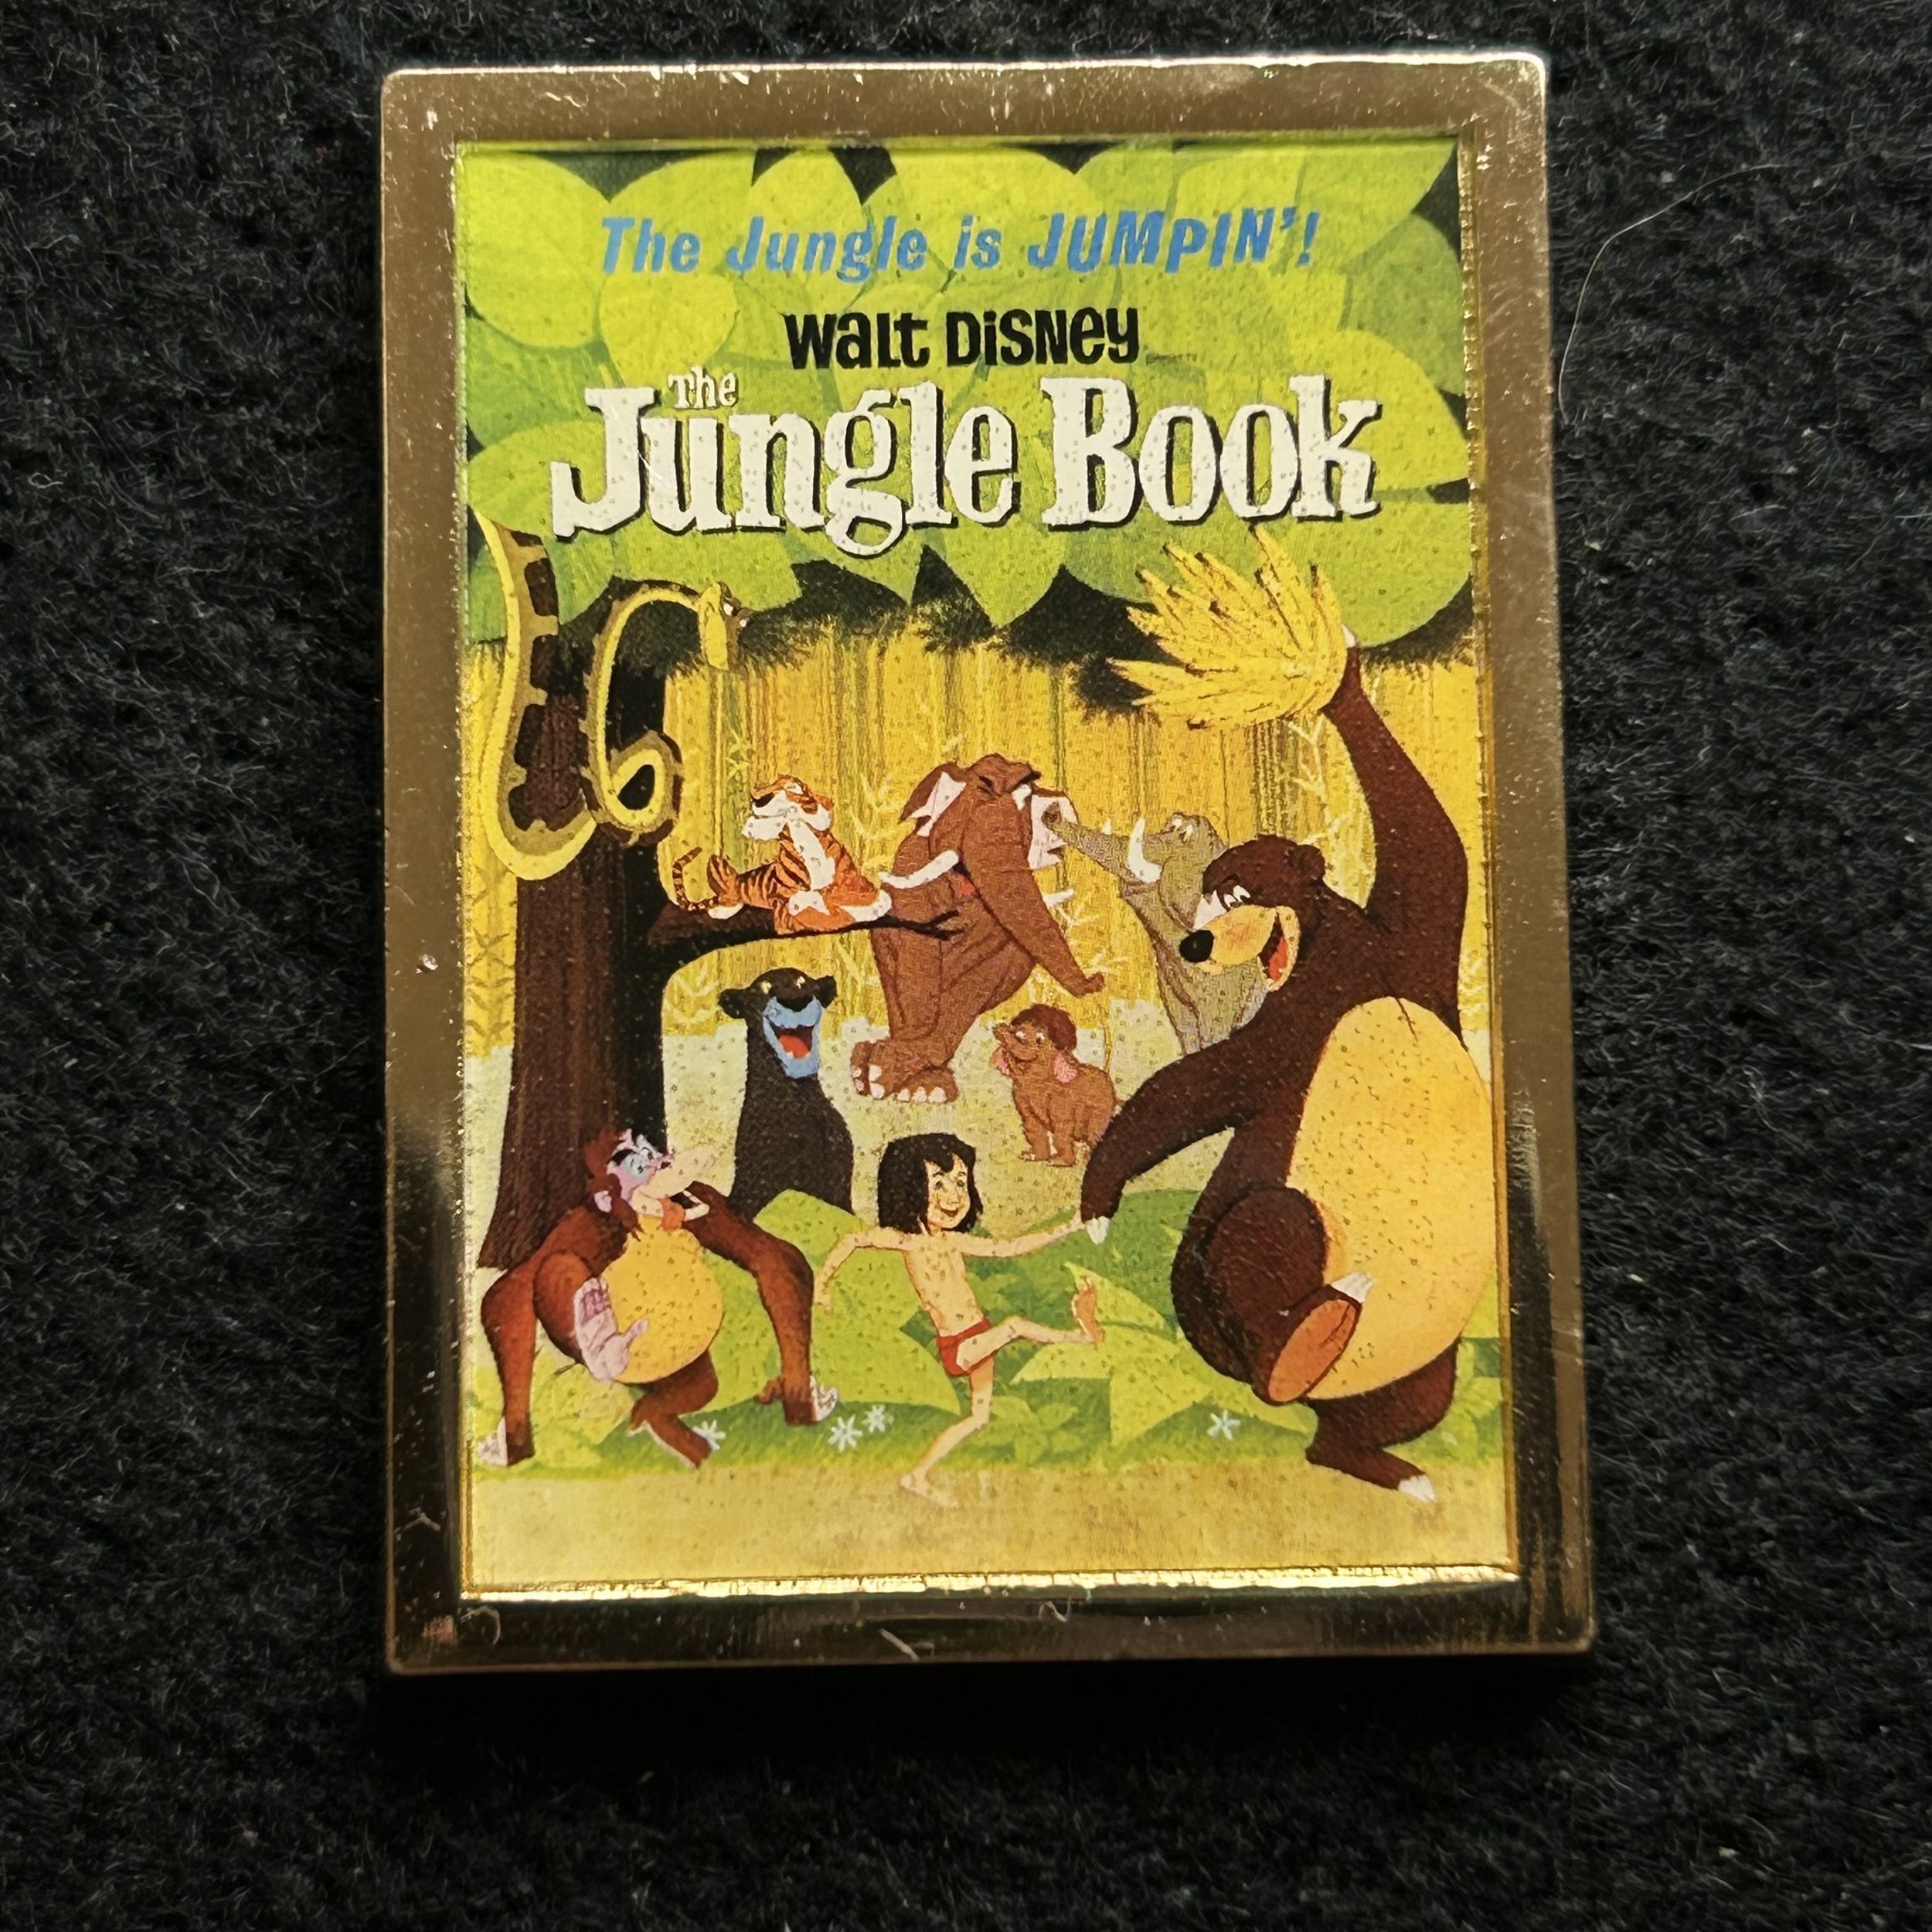 The Jungle is JUMPIN'!
WALT DiSNEY
The
Jungle Book